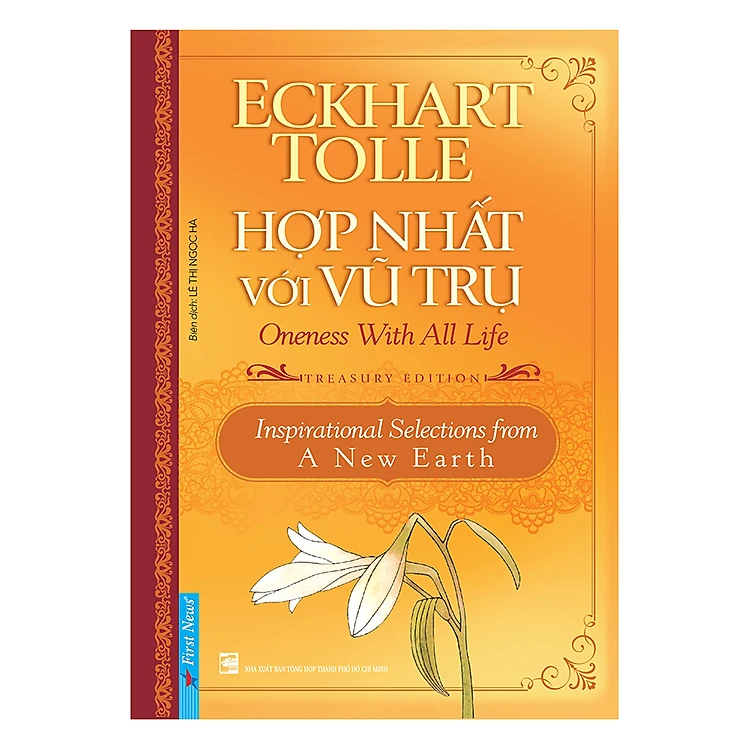 ECKHART
TOLLE
HỢP NHẤT
VỚI VŨ TRỤ
Oneness With All Life
TREASURY EDITION
Inspirational Selections from
A New Earth
Biên dịch: LÊ THỊ NGỌC HÀ
First News
NHÀ XUẤT BẢN TỔNG HỢP THÀNH PHỐ HỒ CHÍ MINH